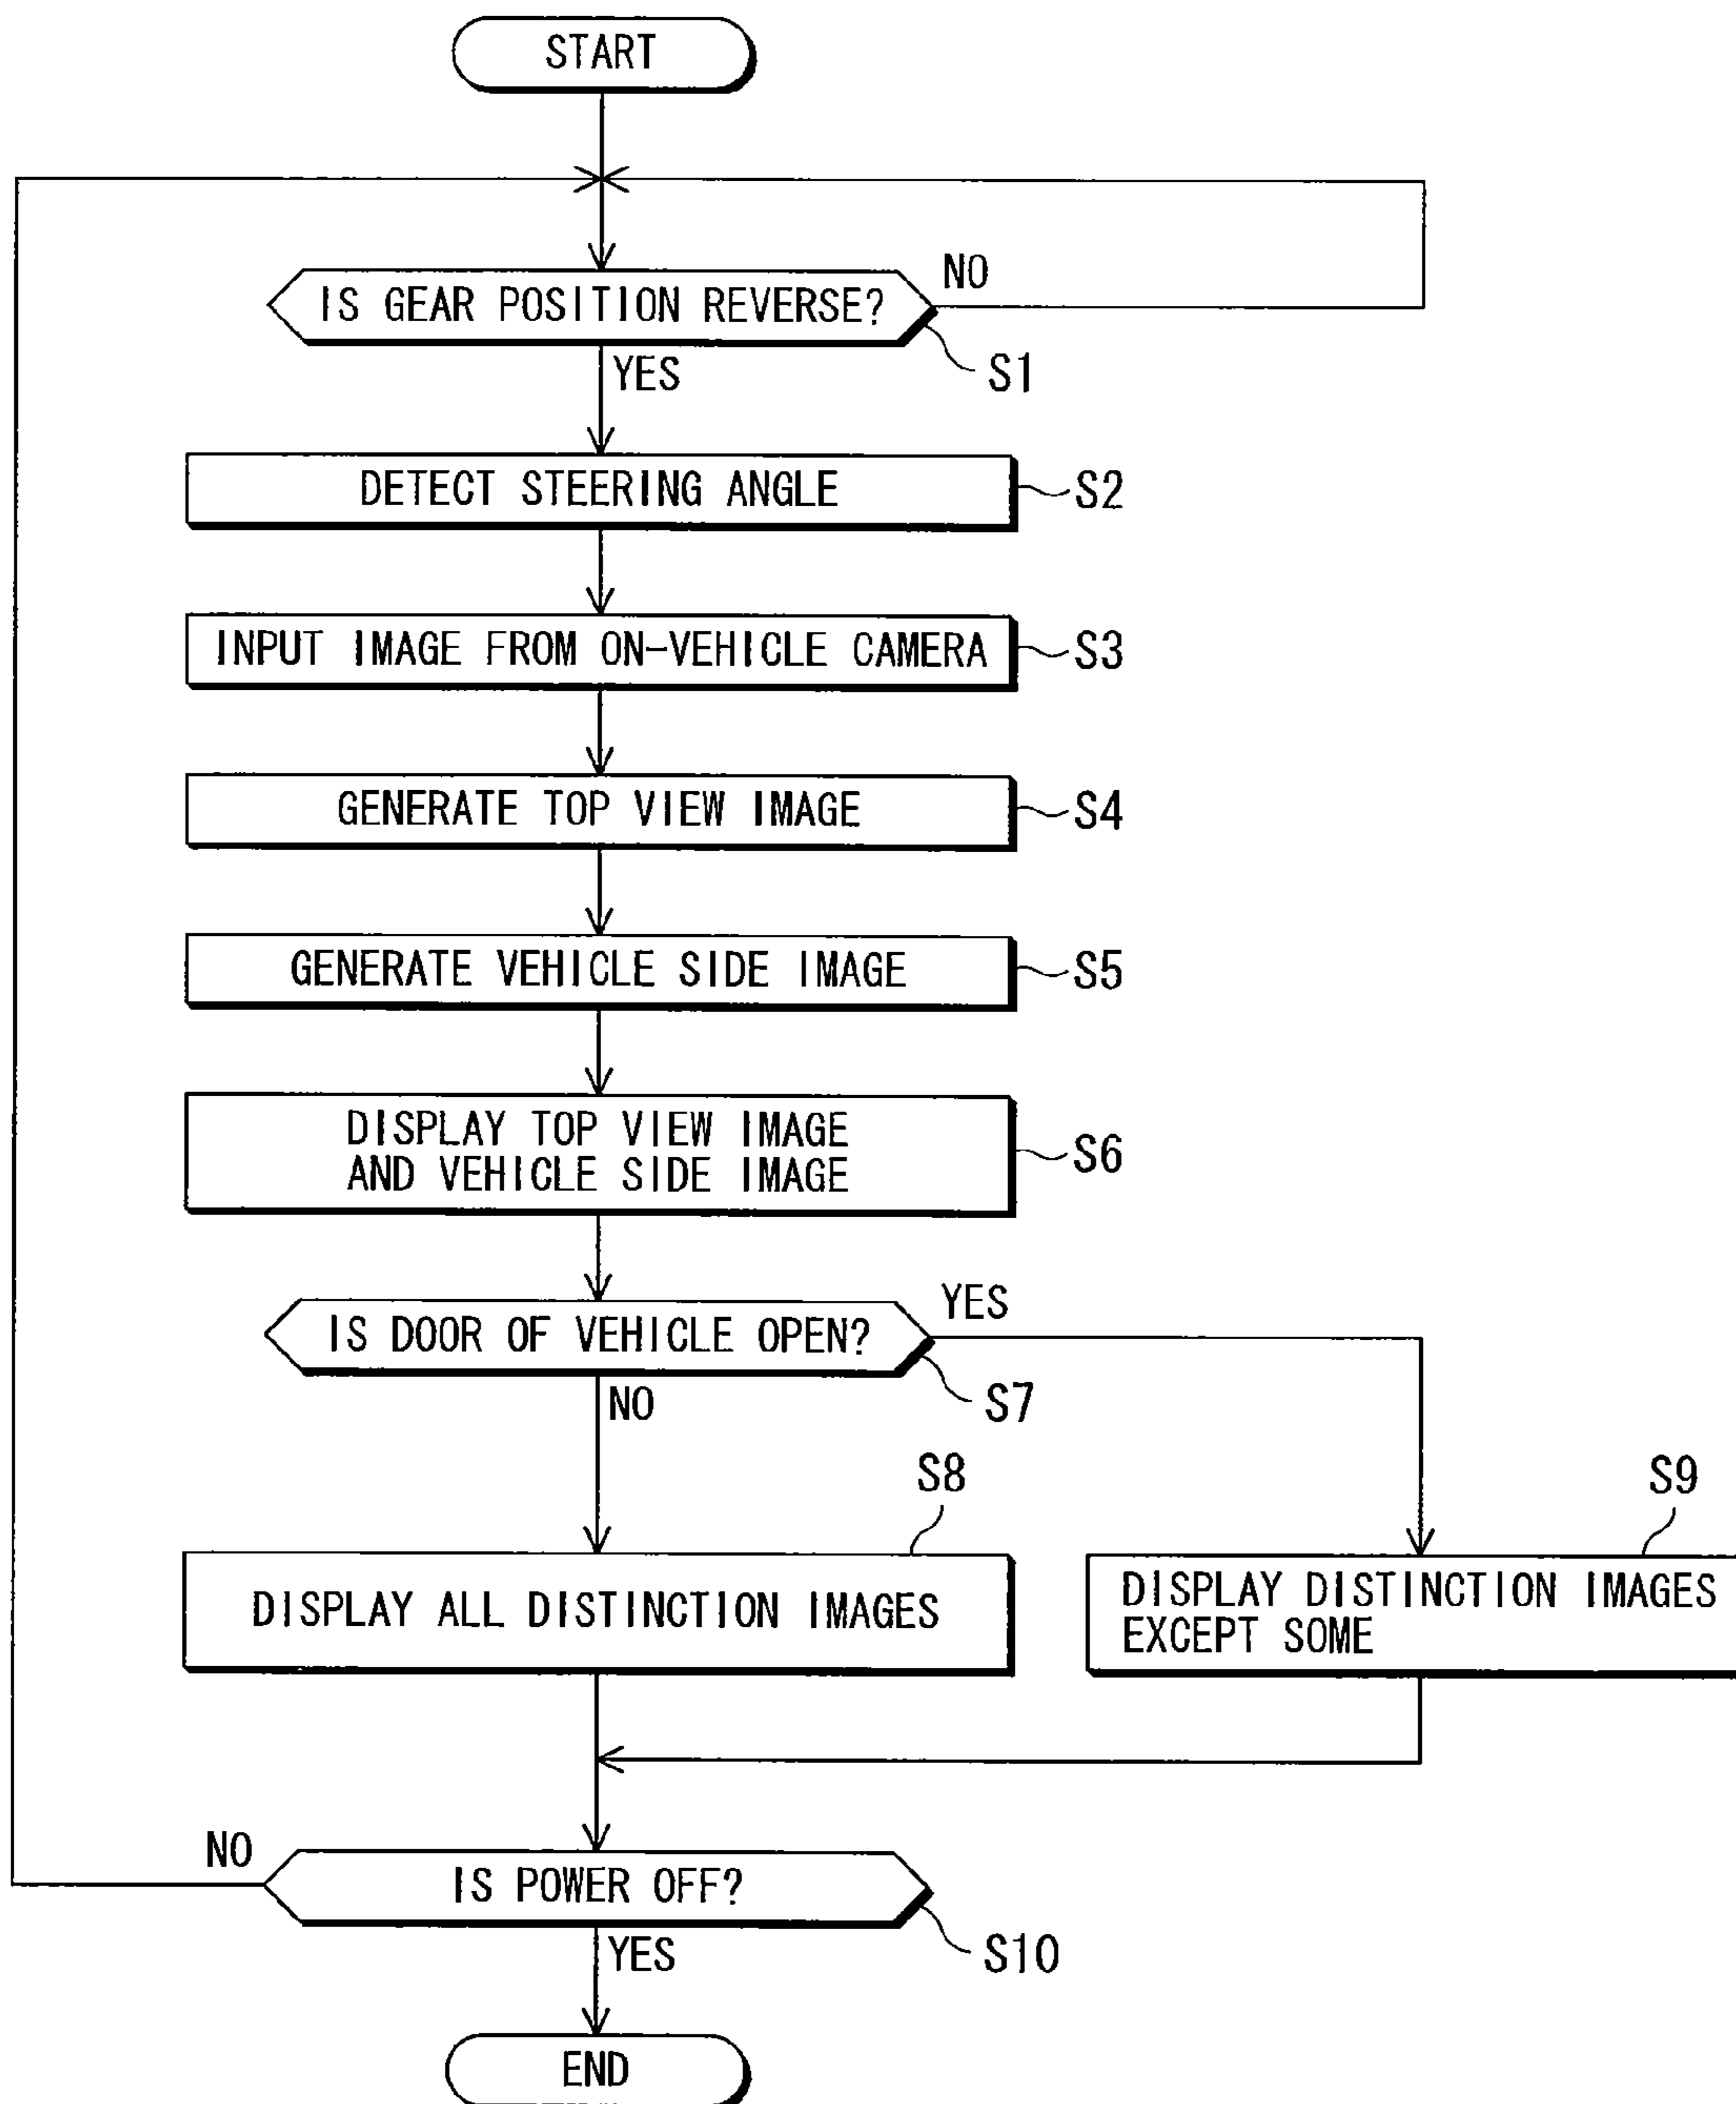 START
IS GEAR POSITION REVERSE?
NO
S1
YES
DETECT STEERING ANGLE
S2
INPUT IMAGE FROM ON-VEHICLE CAMERA
S3
GENERATE TOP VIEW IMAGE
S4
GENERATE VEHICLE SIDE IMAGE
S5
DISPLAY TOP VIEW IMAGE
AND VEHICLE SIDE IMAGE
S6
IS DOOR OF VEHICLE OPEN?
YES
S7
NO
S8
DISPLAY ALL DISTINCTION IMAGES
S9
DISPLAY DISTINCTION IMAGES
EXCEPT SOME
NO
IS POWER OFF?
S10
YES
END